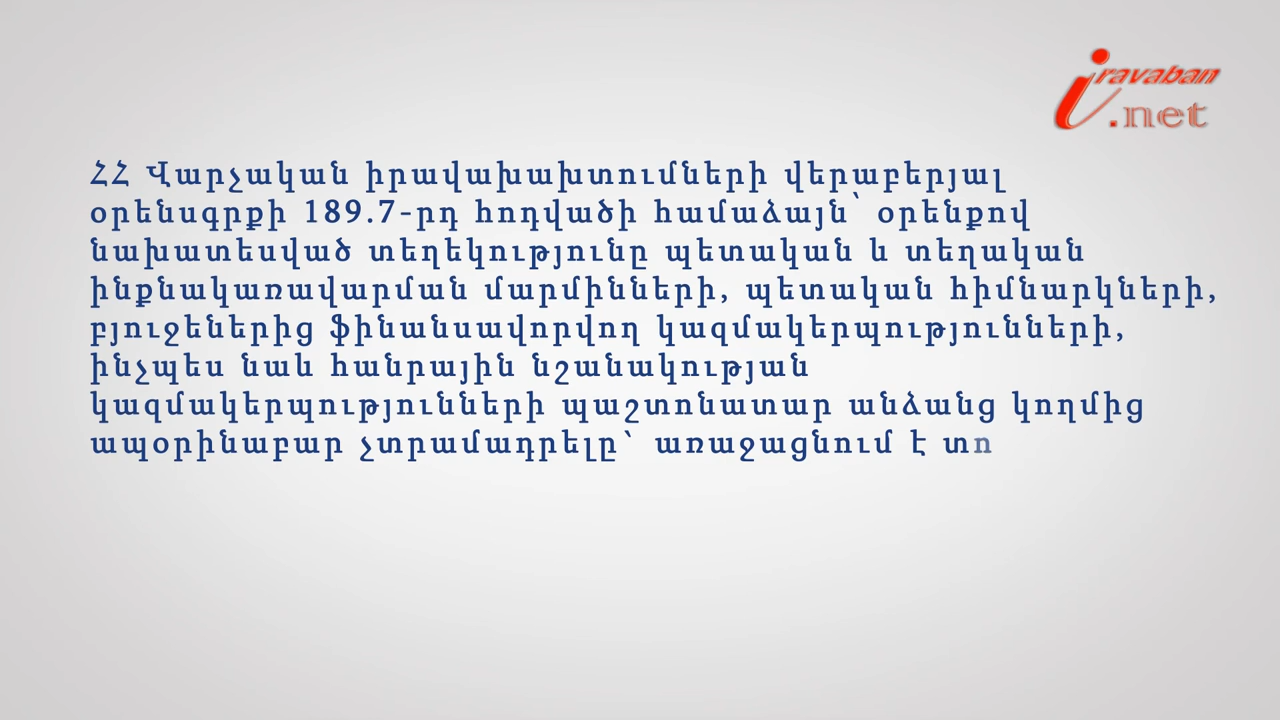 iravaban
.net
ՀՀ Վարչական իրավախախտումների վերաբերյալ
օրենսգրքի 189.7-րդ հոդվածի համաձայն՝ օրենքով
նախատեսված տեղեկությունը պետական և տեղական
ինքնակառավարման մարմինների, պետական հիմնարկների,
բյուջեներից ֆինանսավորվող կազմակերպությունների,
ինչպես նաև հանրային նշանակության
կազմակերպությունների պաշտոնատար անձանց կողմից
ապօրինաբար չտրամադրելը՝ առաջացնում է տո